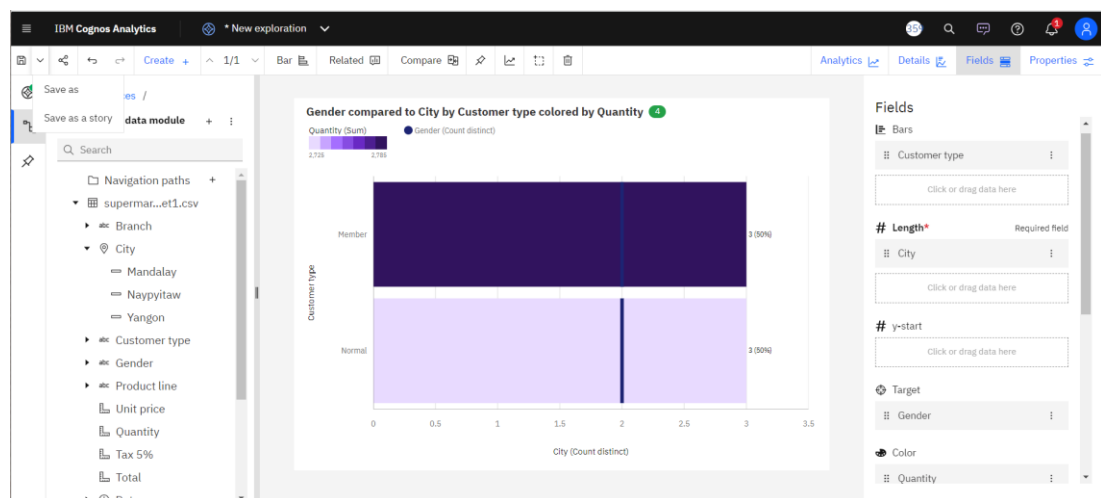 IBM Cognos Analytics
* New exploration
1
Create +
1/1
Bar
Related
Compare
Analytics
Details
Fields
Properties
Save as
Save as a story
es /
data module
Search
Navigation paths
supermar...et1.csv
abc Branch
City
Mandalay
Naypyitaw
Yangon
abc Customer type
abc Gender
abc Product line
Unit price
Quantity
Tax 5%
Total
Gender compared to City by Customer type colored by Quantity 4
Quantity (Sum)
Gender (Count distinct)
2,725 2,785
Member
3 (50%)
Customer type
Normal
3 (50%)
0 0.5 1 1.5 2 2.5 3 3.5
City (Count distinct)
Fields
Bars
Customer type
Click or drag data here
# Length*
Required field
City
Click or drag data here
# y-start
Click or drag data here
Target
Gender
Color
Quantity